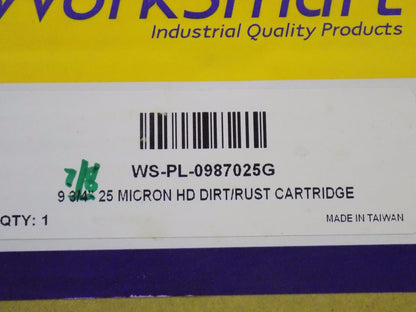 WorkSmart
Industrial Quality Products
WS-PL-0987025G
7/8
9 3/4" 25 MICRON HD DIRT/RUST CARTRIDGE
QTY: 1
MADE IN TAIWAN